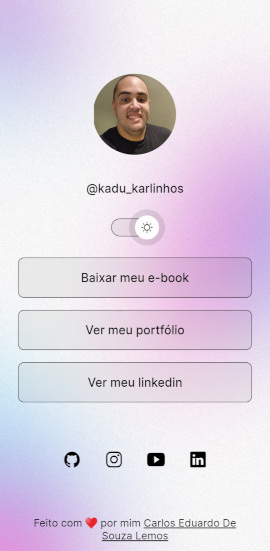 @kadu_karlinhos
Baixar meu e-book
Ver meu portfólio
Ver meu linkedin
Feito com ❤️ por mim Carlos Eduardo De
Souza Lemos